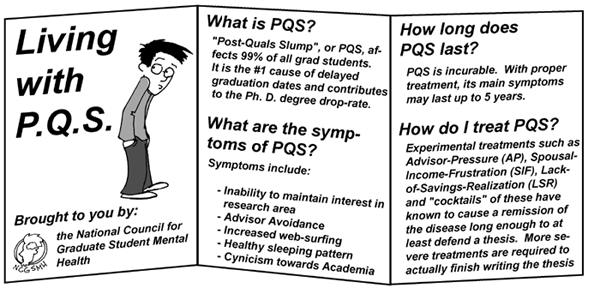 Living
with
P.Q.S.
Brought to you by:
the National Council for
Graduate Student Mental
Health
NCGSMH
What is PQS?
"Post-Quals Slump", or PQS, af-
fects 99% of all grad students.
It is the #1 cause of delayed
graduation dates and contributes
to the Ph. D. degree drop-rate.
What are the symp-
toms of PQS?
Symptoms include:
- Inability to maintain interest in
research area
- Advisor Avoidance
- Increased web-surfing
- Healthy sleeping pattern
- Cynicism towards Academia
How long does
PQS last?
PQS is incurable. With proper
treatment, its main symptoms
may last up to 5 years.
How do I treat PQS?
Experimental treatments such as
Advisor-Pressure (AP), Spousal-
Income-Frustration (SIF), Lack-
of-Savings-Realization (LSR)
and "cocktails" of these have
known to cause a remission of
the disease long enough to at
least defend a thesis. More se-
vere treatments are required to
actually finish writing the thesis